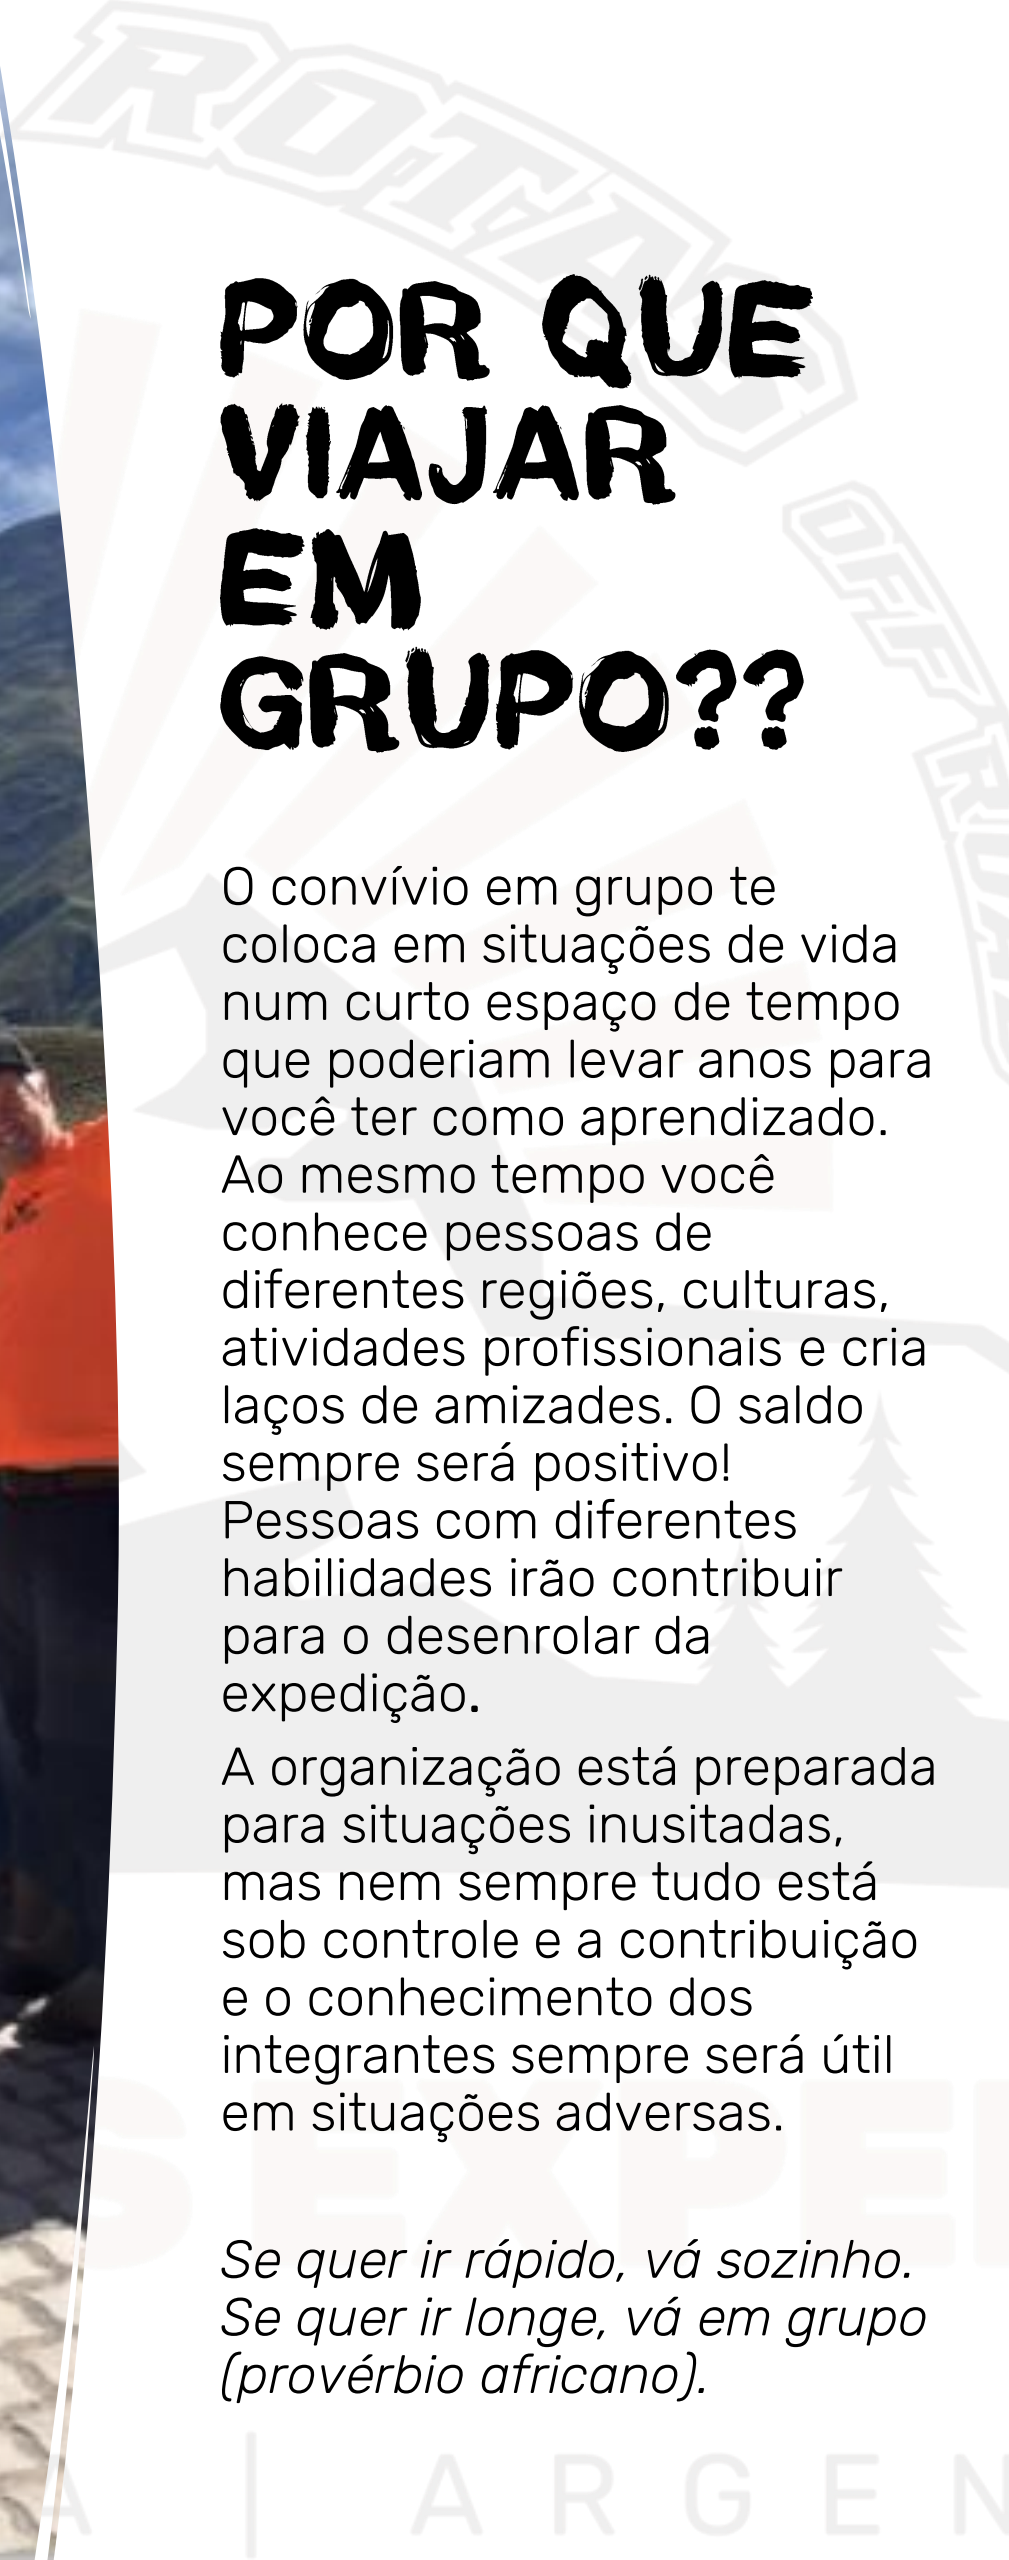 ROTAS
OFF ROAD
POR QUE
VIAJAR
EM
GRUPO??
O convívio em grupo te
coloca em situações de vida
num curto espaço de tempo
que poderiam levar anos para
você ter como aprendizado.
Ao mesmo tempo você
conhece pessoas de
diferentes regiões, culturas,
atividades profissionais e cria
laços de amizades. O saldo
sempre será positivo!
Pessoas com diferentes
habilidades irão contribuir
para o desenrolar da
expedição.
A organização está preparada
para situações inusitadas,
mas nem sempre tudo está
sob controle e a contribuição
e o conhecimento dos
integrantes sempre será útil
em situações adversas.
S EXPE
Se quer ir rápido, vá sozinho.
Se quer ir longe, vá em grupo
(provérbio africano).
A | ARGEN